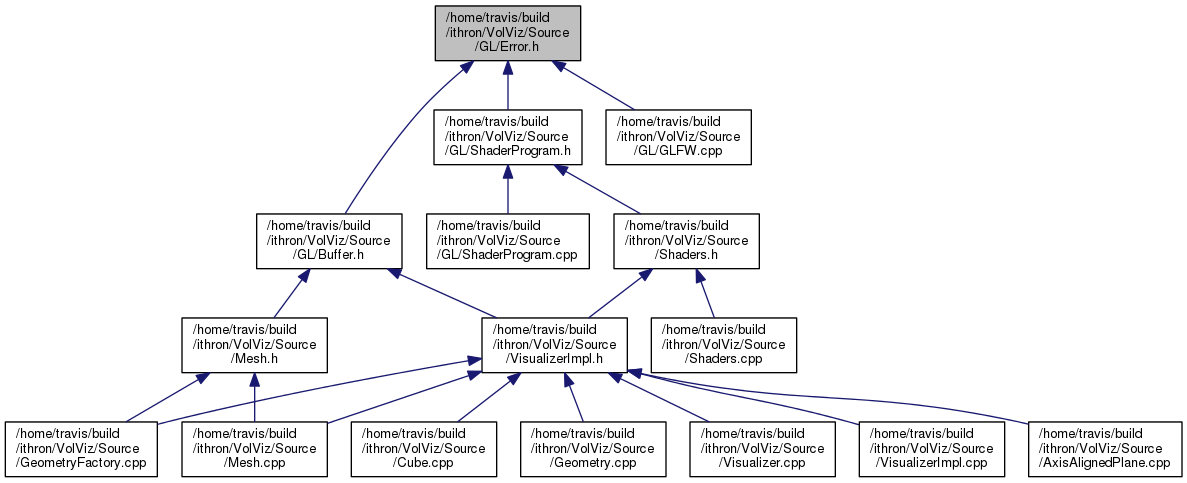 /home/travis/build
/ithron/VolViz/Source
/GL/Error.h
/home/travis/build
/ithron/VolViz/Source
/GL/ShaderProgram.h
/home/travis/build
/ithron/VolViz/Source
/GL/GLFW.cpp
/home/travis/build
/ithron/VolViz/Source
/GL/Buffer.h
/home/travis/build
/ithron/VolViz/Source
/GL/ShaderProgram.cpp
/home/travis/build
/ithron/VolViz/Source
/Shaders.h
/home/travis/build
/ithron/VolViz/Source
/Mesh.h
/home/travis/build
/ithron/VolViz/Source
/VisualizerImpl.h
/home/travis/build
/ithron/VolViz/Source
/Shaders.cpp
/home/travis/build
/ithron/VolViz/Source
/GeometryFactory.cpp
/home/travis/build
/ithron/VolViz/Source
/Mesh.cpp
/home/travis/build
/ithron/VolViz/Source
/Cube.cpp
/home/travis/build
/ithron/VolViz/Source
/Geometry.cpp
/home/travis/build
/ithron/VolViz/Source
/Visualizer.cpp
/home/travis/build
/ithron/VolViz/Source
/VisualizerImpl.cpp
/home/travis/build
/ithron/VolViz/Source
/AxisAlignedPlane.cpp